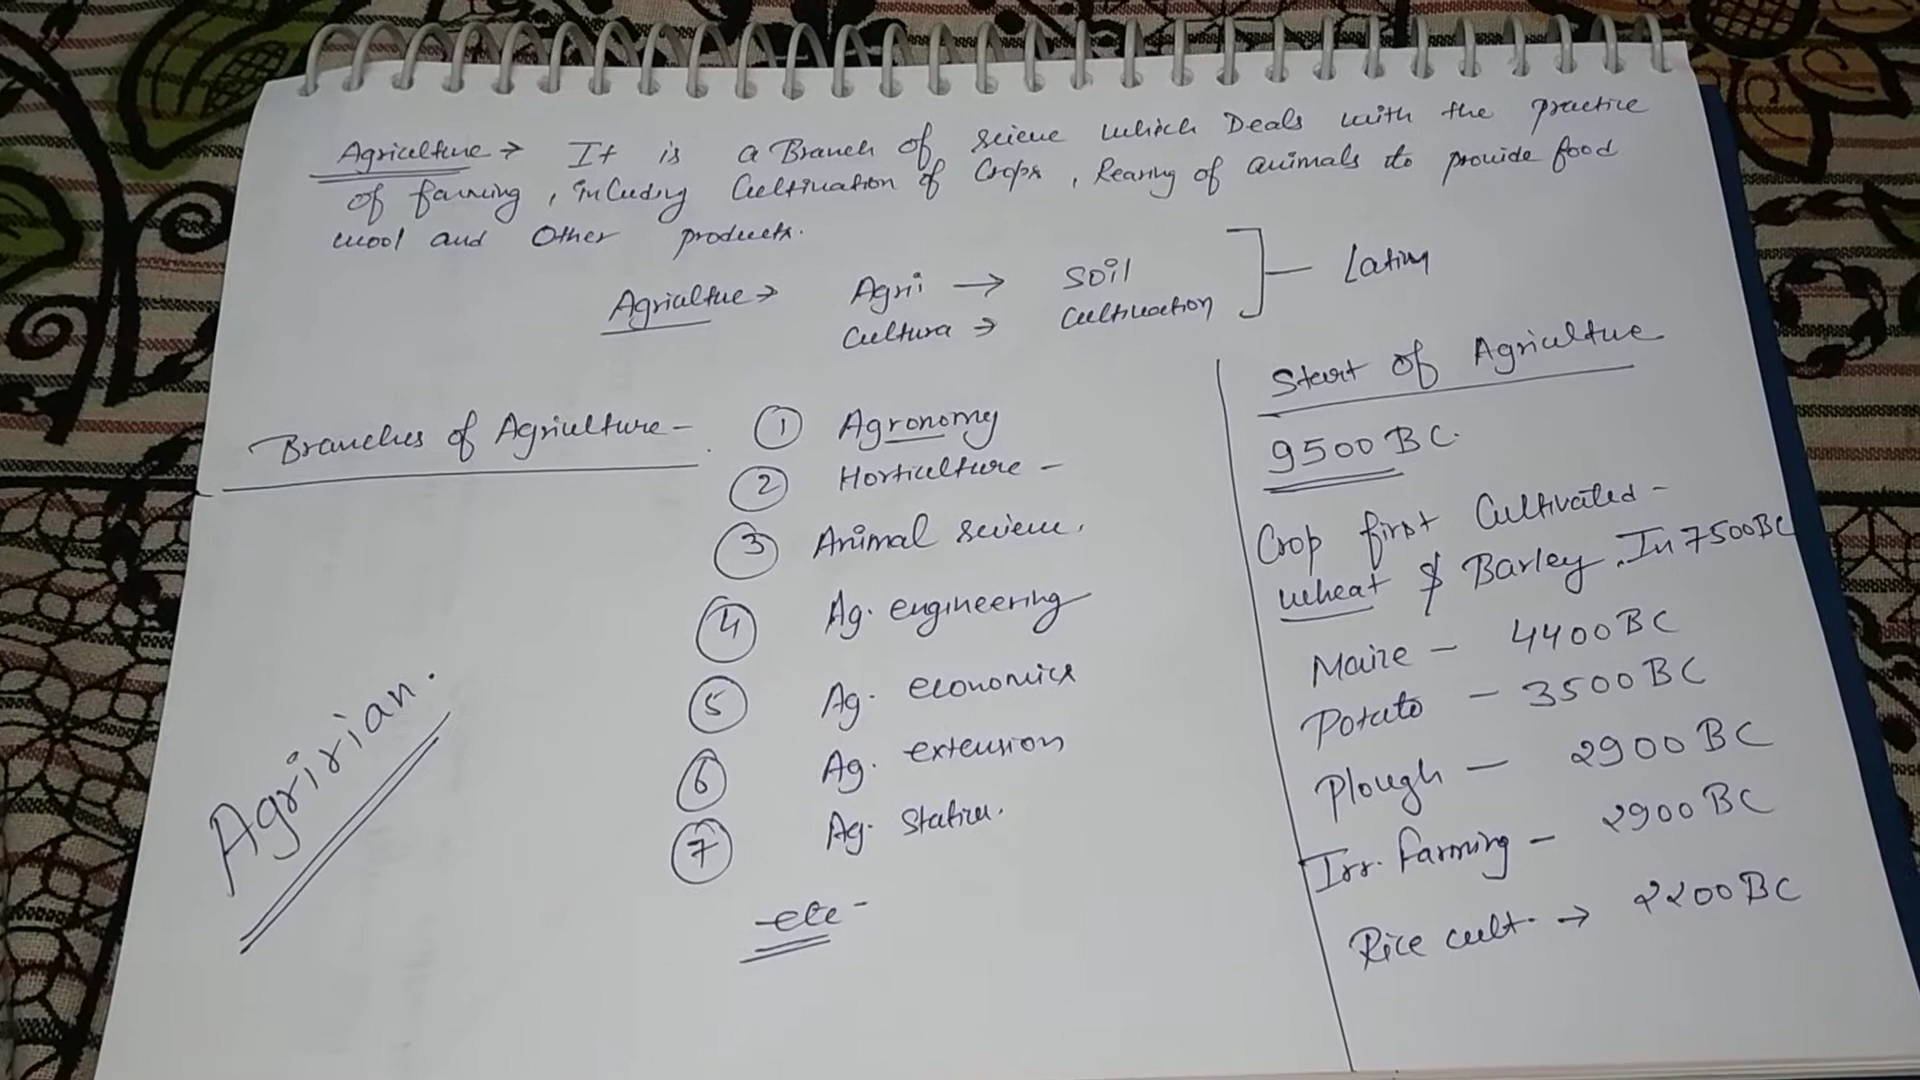 Agriculture → It is a Branch of science which Deals with the practice
of farming, including Cultivation of Crops, Rearing of animals to provide food
wool and Other products.
Agriculture → Agri → Soil
Cultura → Cultivation
Latin
Branches of Agriculture -
① Agronomy
② Horticulture -
③ Animal science.
④ Ag. engineering
⑤ Ag. economics
⑥ Ag. extension
⑦ Ag.
etc -
Agririan.
Start of Agriculture
9500 BC.
Crop first Cultivated -
wheat & Barley. In 7500 BC
Maize - 4400 BC
Potato - 3500 BC
Plough - 2900 BC
Irr. Farming - 2900 BC
Rice cult. → 2200 BC